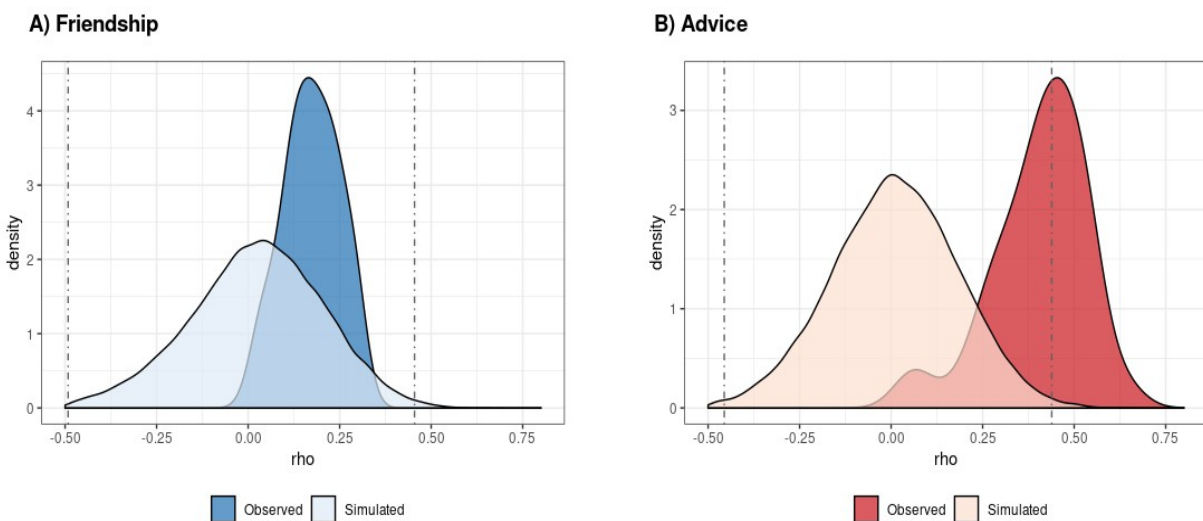 A) Friendship
density
4
3
2
1
0
-0.50 -0.25 0.00 0.25 0.50 0.75
rho
Observed Simulated
B) Advice
density
3
2
1
0
-0.50 -0.25 0.00 0.25 0.50 0.75
rho
Observed Simulated